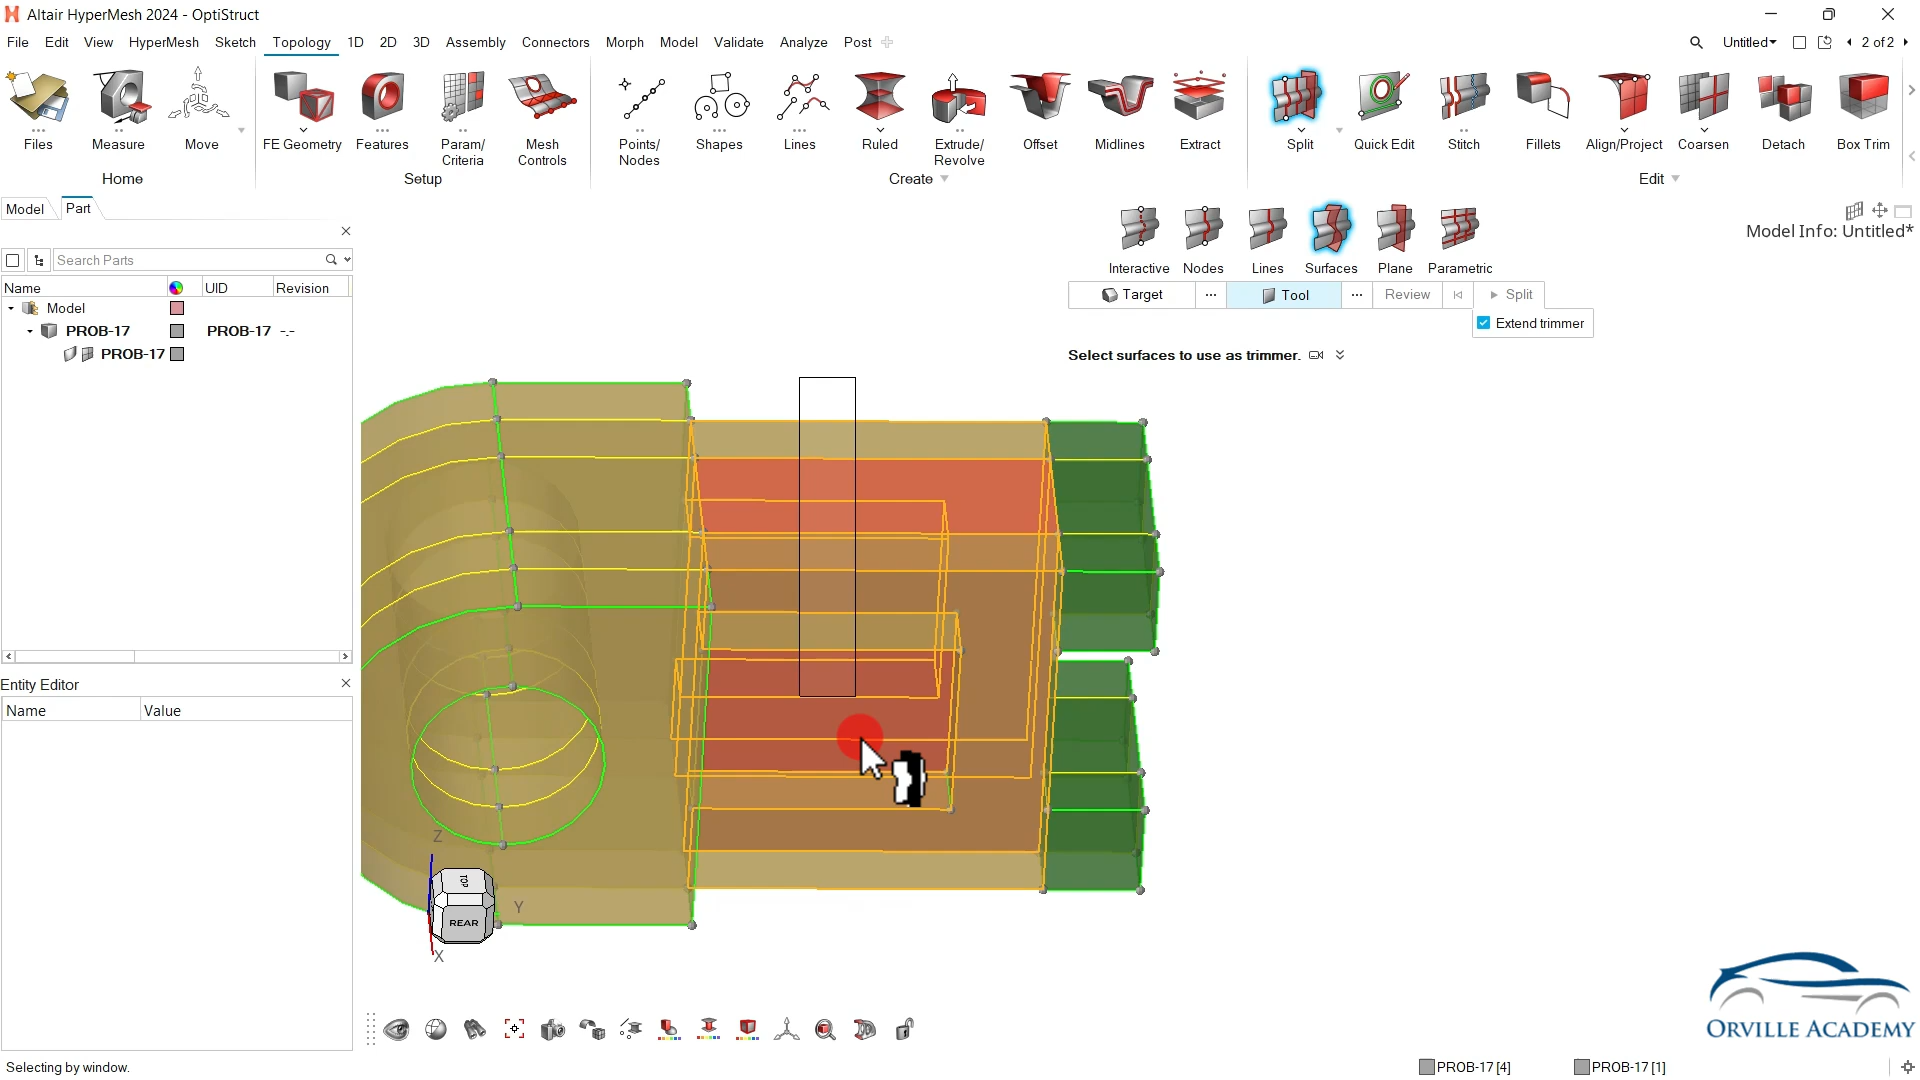 Altair HyperMesh 2024 - OptiStruct
File Edit View HyperMesh Sketch Topology 1D 2D 3D Assembly Connectors Morph Model Validate Analyze Post
Untitled 2 of 2
Files Measure Move FE Geometry Features Param/ Criteria Mesh Controls Points/ Nodes Shapes Lines Ruled Extrude/ Revolve Offset Midlines Extract Split Quick Edit Stitch Fillets Align/Project Coarsen Detach Box Trim
Home Setup Create Edit
Model Part
Interactive Nodes Lines Surfaces Plane Parametric
Model Info: Untitled*
Search Parts
Name UID Revision
Target Tool Review Split
Model
Extend trimmer
PROB-17 PROB-17 -.-
PROB-17
Select surfaces to use as trimmer.
Entity Editor
Name Value
Z
TOP
REAR
Y
X
ORVILLE ACADEMY
Selecting by window.
PROB-17 [4] PROB-17 [1]